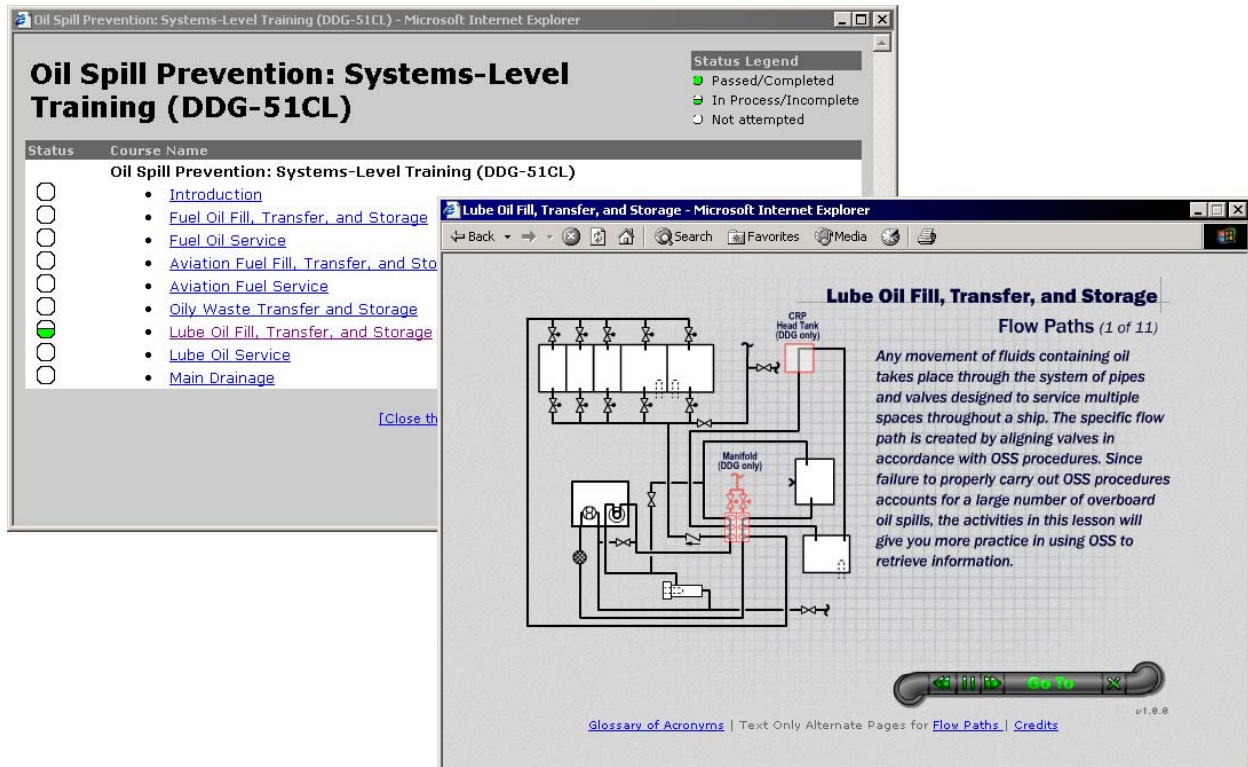 Oil Spill Prevention: Systems-Level Training (DDG-51CL) - Microsoft Internet Explorer
Oil Spill Prevention: Systems-Level
Training (DDG-51CL)
Status Legend
Passed/Completed
In Process/Incomplete
Not attempted
Status Course Name
Oil Spill Prevention: Systems-Level Training (DDG-51CL)
• Introduction
• Fuel Oil Fill, Transfer, and Storage
• Fuel Oil Service
• Aviation Fuel Fill, Transfer, and Sto
• Aviation Fuel Service
• Oily Waste Transfer and Storage
• Lube Oil Fill, Transfer, and Storage
• Lube Oil Service
• Main Drainage
[Close th
Lube Oil Fill, Transfer, and Storage - Microsoft Internet Explorer
Back Search Favorites Media
Lube Oil Fill, Transfer, and Storage
Flow Paths (1 of 11)
CRP
Head Tank
(DDG only)
Manifold
(DDG only)
Any movement of fluids containing oil
takes place through the system of pipes
and valves designed to service multiple
spaces throughout a ship. The specific flow
path is created by aligning valves in
accordance with OSS procedures. Since
failure to properly carry out OSS procedures
accounts for a large number of overboard
oil spills, the activities in this lesson will
give you more practice in using OSS to
retrieve information.
Go To
v1.0.0
Glossary of Acronyms | Text Only Alternate Pages for Flow Paths | Credits